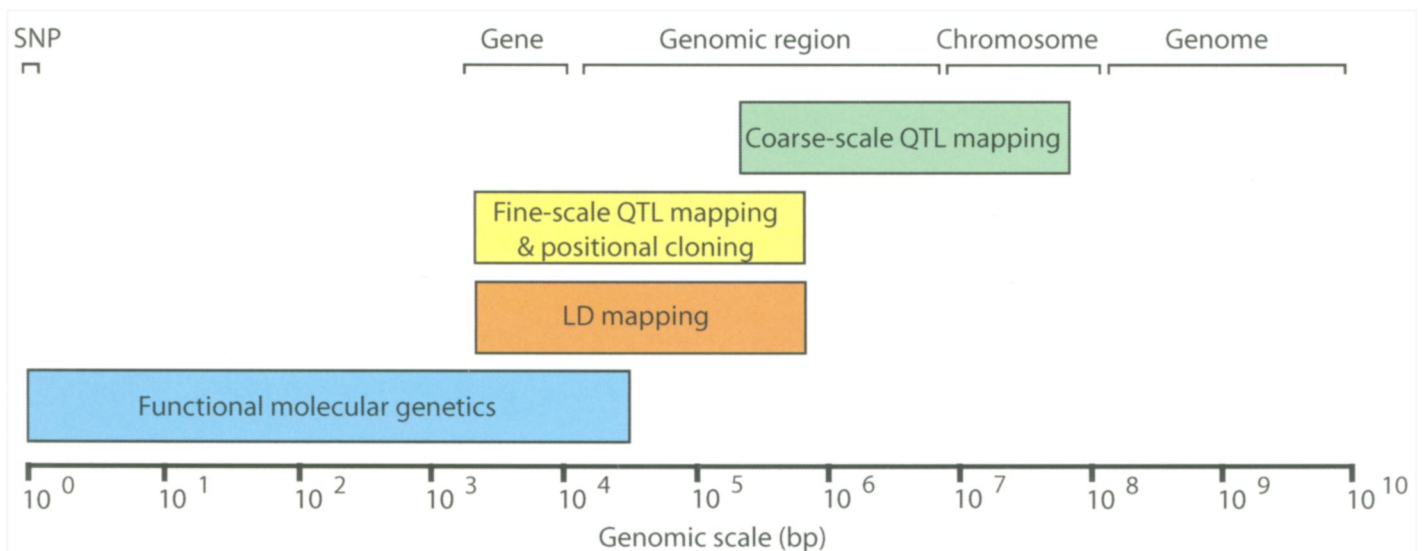 SNP
Gene
Genomic region
Chromosome
Genome
Coarse-scale QTL mapping
Fine-scale QTL mapping
& positional cloning
LD mapping
Functional molecular genetics
10 0 10 1 10 2 10 3 10 4 10 5 10 6 10 7 10 8 10 9 10 10
Genomic scale (bp)